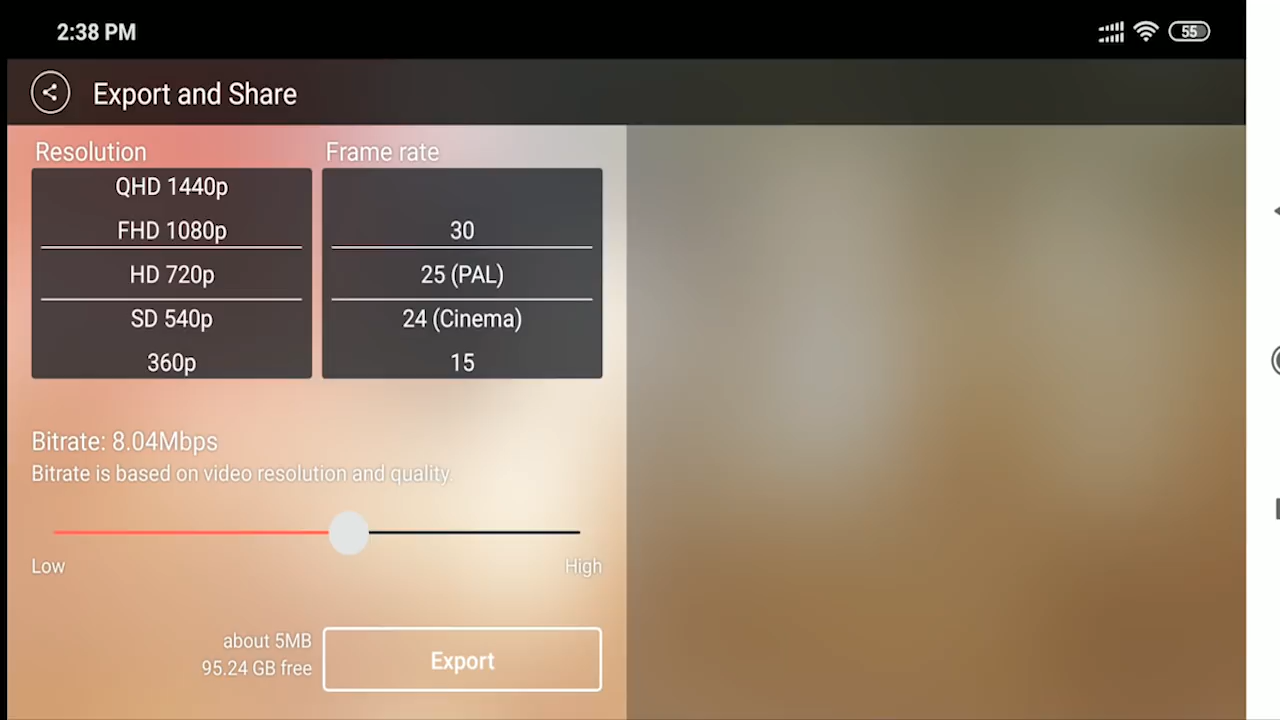 2:38 PM
55
Export and Share
Resolution
Frame rate
QHD 1440p
FHD 1080p
HD 720p
SD 540p
360p
30
25 (PAL)
24 (Cinema)
15
Bitrate: 8.04Mbps
Bitrate is based on video resolution and quality.
Low
High
about 5MB
95.24 GB free
Export